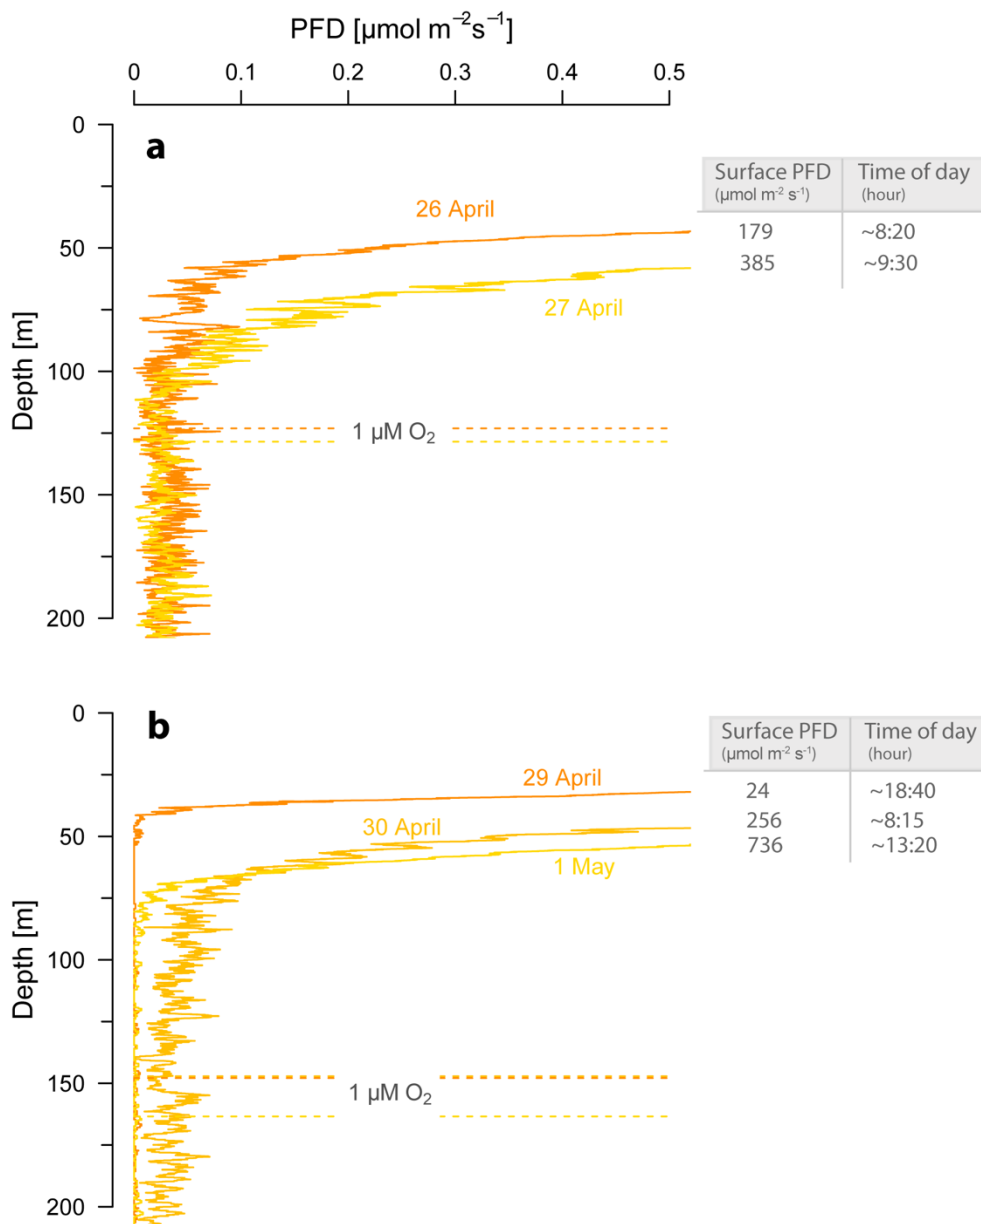 PFD [µmol m⁻²s⁻¹]
0 0.1 0.2 0.3 0.4 0.5
0
50
100
150
200
Depth [m]
a
26 April
27 April
1 µM O₂
Surface PFD Time of day
(µmol m⁻² s⁻¹) (hour)
179 ~8:20
385 ~9:30
0
50
100
150
200
Depth [m]
b
29 April
30 April
1 May
1 µM O₂
Surface PFD Time of day
(µmol m⁻² s⁻¹) (hour)
24 ~18:40
256 ~8:15
736 ~13:20